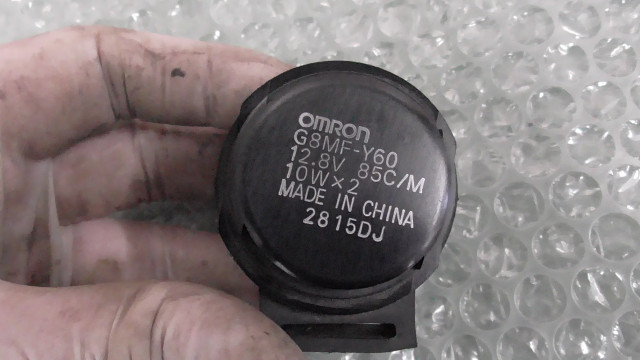 OMRON
G8MF-Y60
12.8V 85C/M
10W×2
MADE IN CHINA
2815DJ